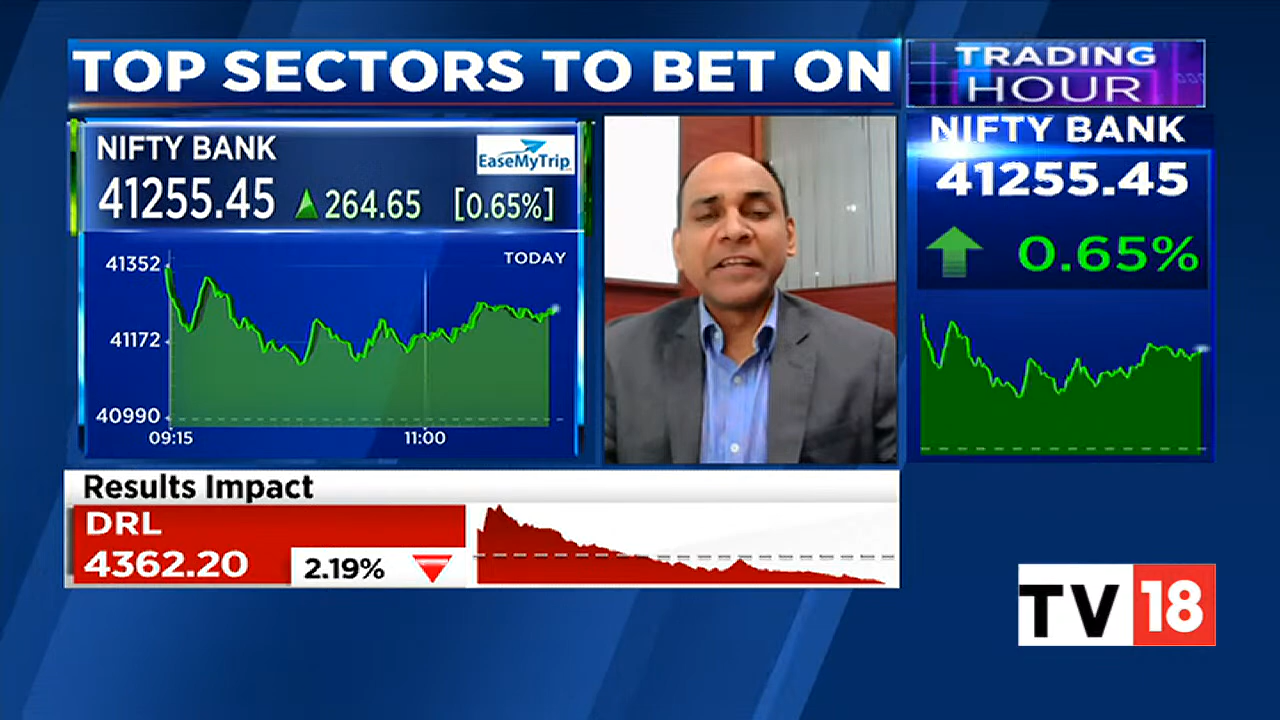 TOP SECTORS TO BET ON
TRADING
HOUR
NIFTY BANK
EaseMyTrip
41255.45 264.65 [0.65%]
TODAY
41352
41172
40990
09:15 11:00
NIFTY BANK
41255.45
0.65%
Results Impact
DRL
4362.20
2.19%
TV18